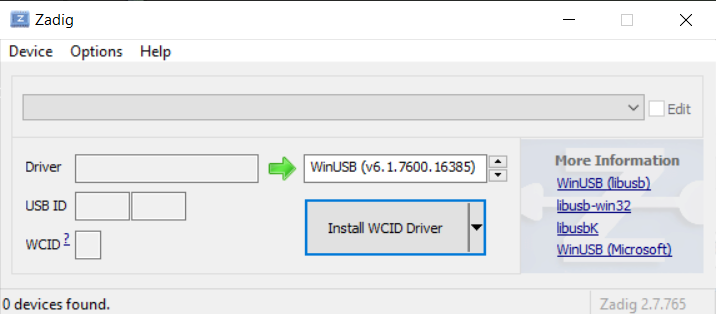 Z Zadig
Device Options Help
Edit
Driver WinUSB (v6.1.7600.16385)
USB ID
WCID ?
Install WCID Driver
More Information
WinUSB (libusb)
libusb-win32
libusbK
WinUSB (Microsoft)
0 devices found. Zadig 2.7.765